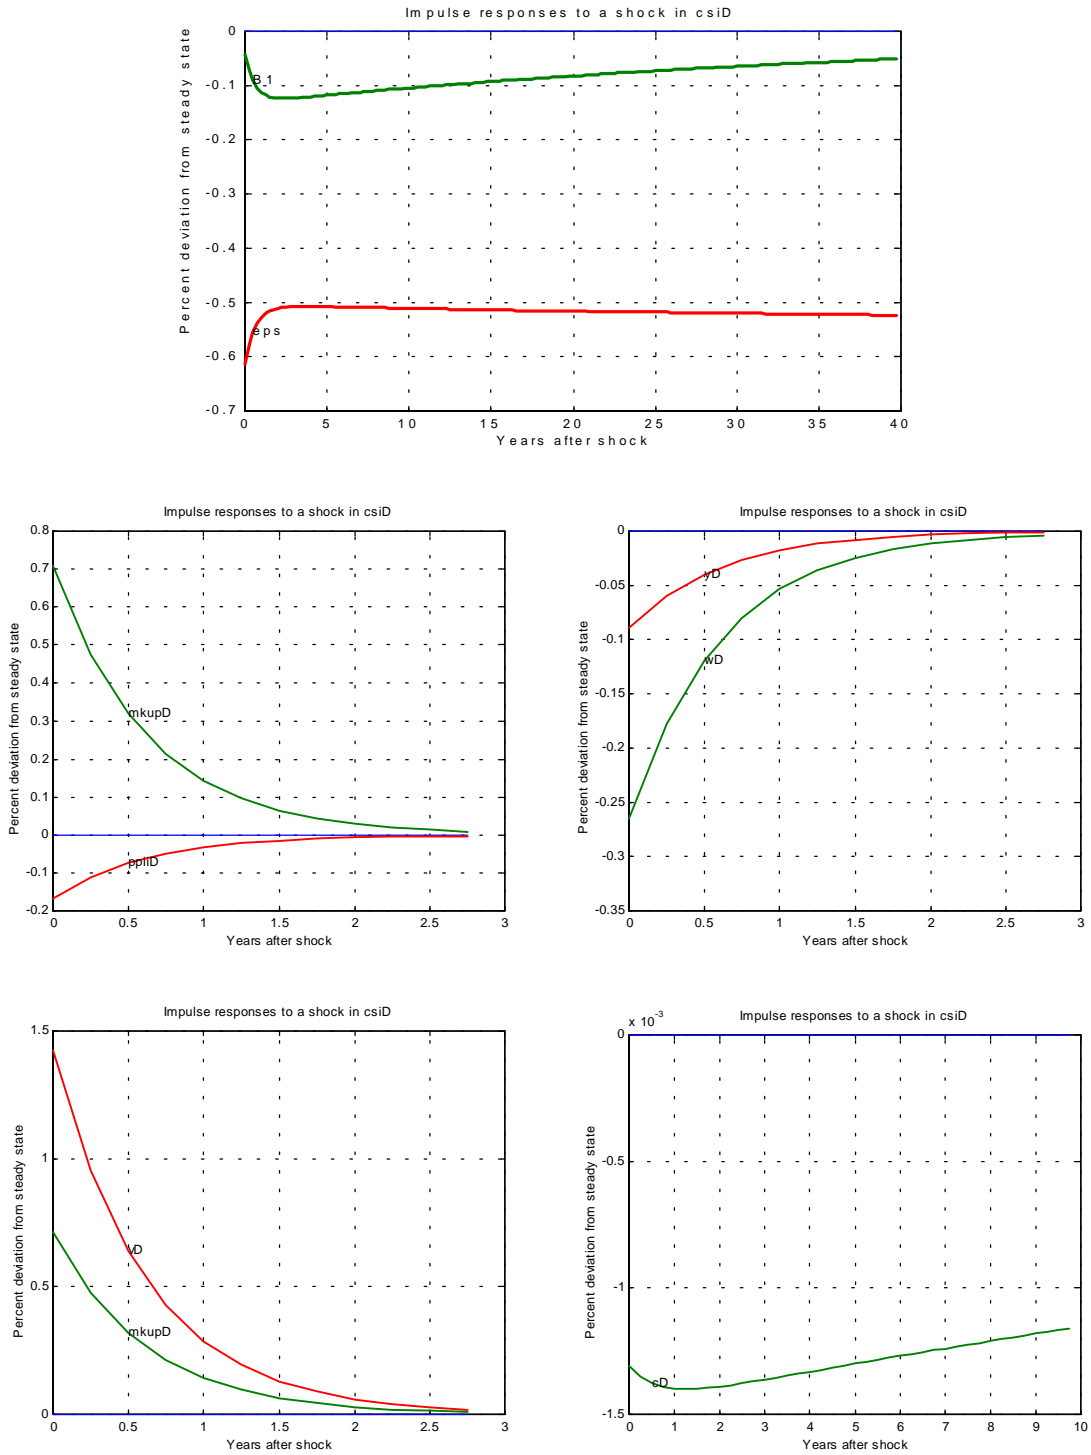 Impulse responses to a shock in csiD
Percent deviation from steady state
0
-0.1
-0.2
-0.3
-0.4
-0.5
-0.6
-0.7
B.1
eps
0 5 10 15 20 25 30 35 40
Years after shock
Impulse responses to a shock in csiD
Percent deviation from steady state
0.8
0.7
0.6
0.5
0.4
0.3
0.2
0.1
0
-0.1
-0.2
mkupD
ppiiD
0 0.5 1 1.5 2 2.5 3
Years after shock
Impulse responses to a shock in csiD
Percent deviation from steady state
0
-0.05
-0.1
-0.15
-0.2
-0.25
-0.3
-0.35
yD
wD
0 0.5 1 1.5 2 2.5 3
Years after shock
Impulse responses to a shock in csiD
Percent deviation from steady state
1.5
1
0.5
0
vD
mkupD
0 0.5 1 1.5 2 2.5 3
Years after shock
Impulse responses to a shock in csiD
x 10^-3
Percent deviation from steady state
0
-0.5
-1
-1.5
cD
0 1 2 3 4 5 6 7 8 9 10
Years after shock